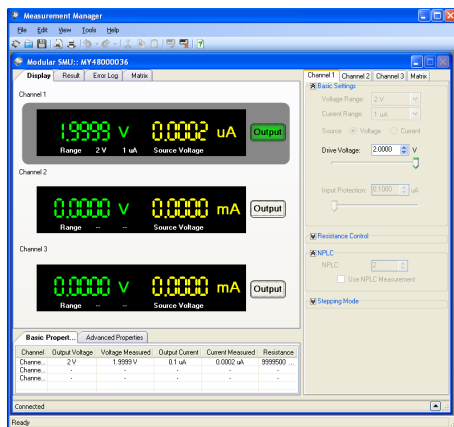 Measurement Manager
File Edit View Tools Help
Modular SMU:: MY48000036
Display Result Error Log Matrix
Channel 1
1.9999 V 0.0002 uA Output
Range 2 V 1 uA Source Voltage
Channel 2
0.0000 V 0.0000 mA Output
Range -- -- Source Voltage
Channel 3
0.0000 V 0.0000 mA Output
Range -- -- Source Voltage
Basic Propert... Advanced Properties
Channel Output Voltage Voltage Measured Output Current Current Measured Resistance
Channe... 2 V 1.9999 V 0.1 uA 0.0002 uA 9999500 ...
Channe... - - - - -
Channe... - - - - -
Channel 1 Channel 2 Channel 3 Matrix
Basic Settings
Voltage Range: 2 V
Current Range: 1 uA
Source Voltage Current
Drive Voltage: 2.0000 V
Input Protection: 0.1000 uA
Resistance Control
NPLC
NPLC: 2
Use NPLC Measurement
Stepping Mode
Connected
Ready